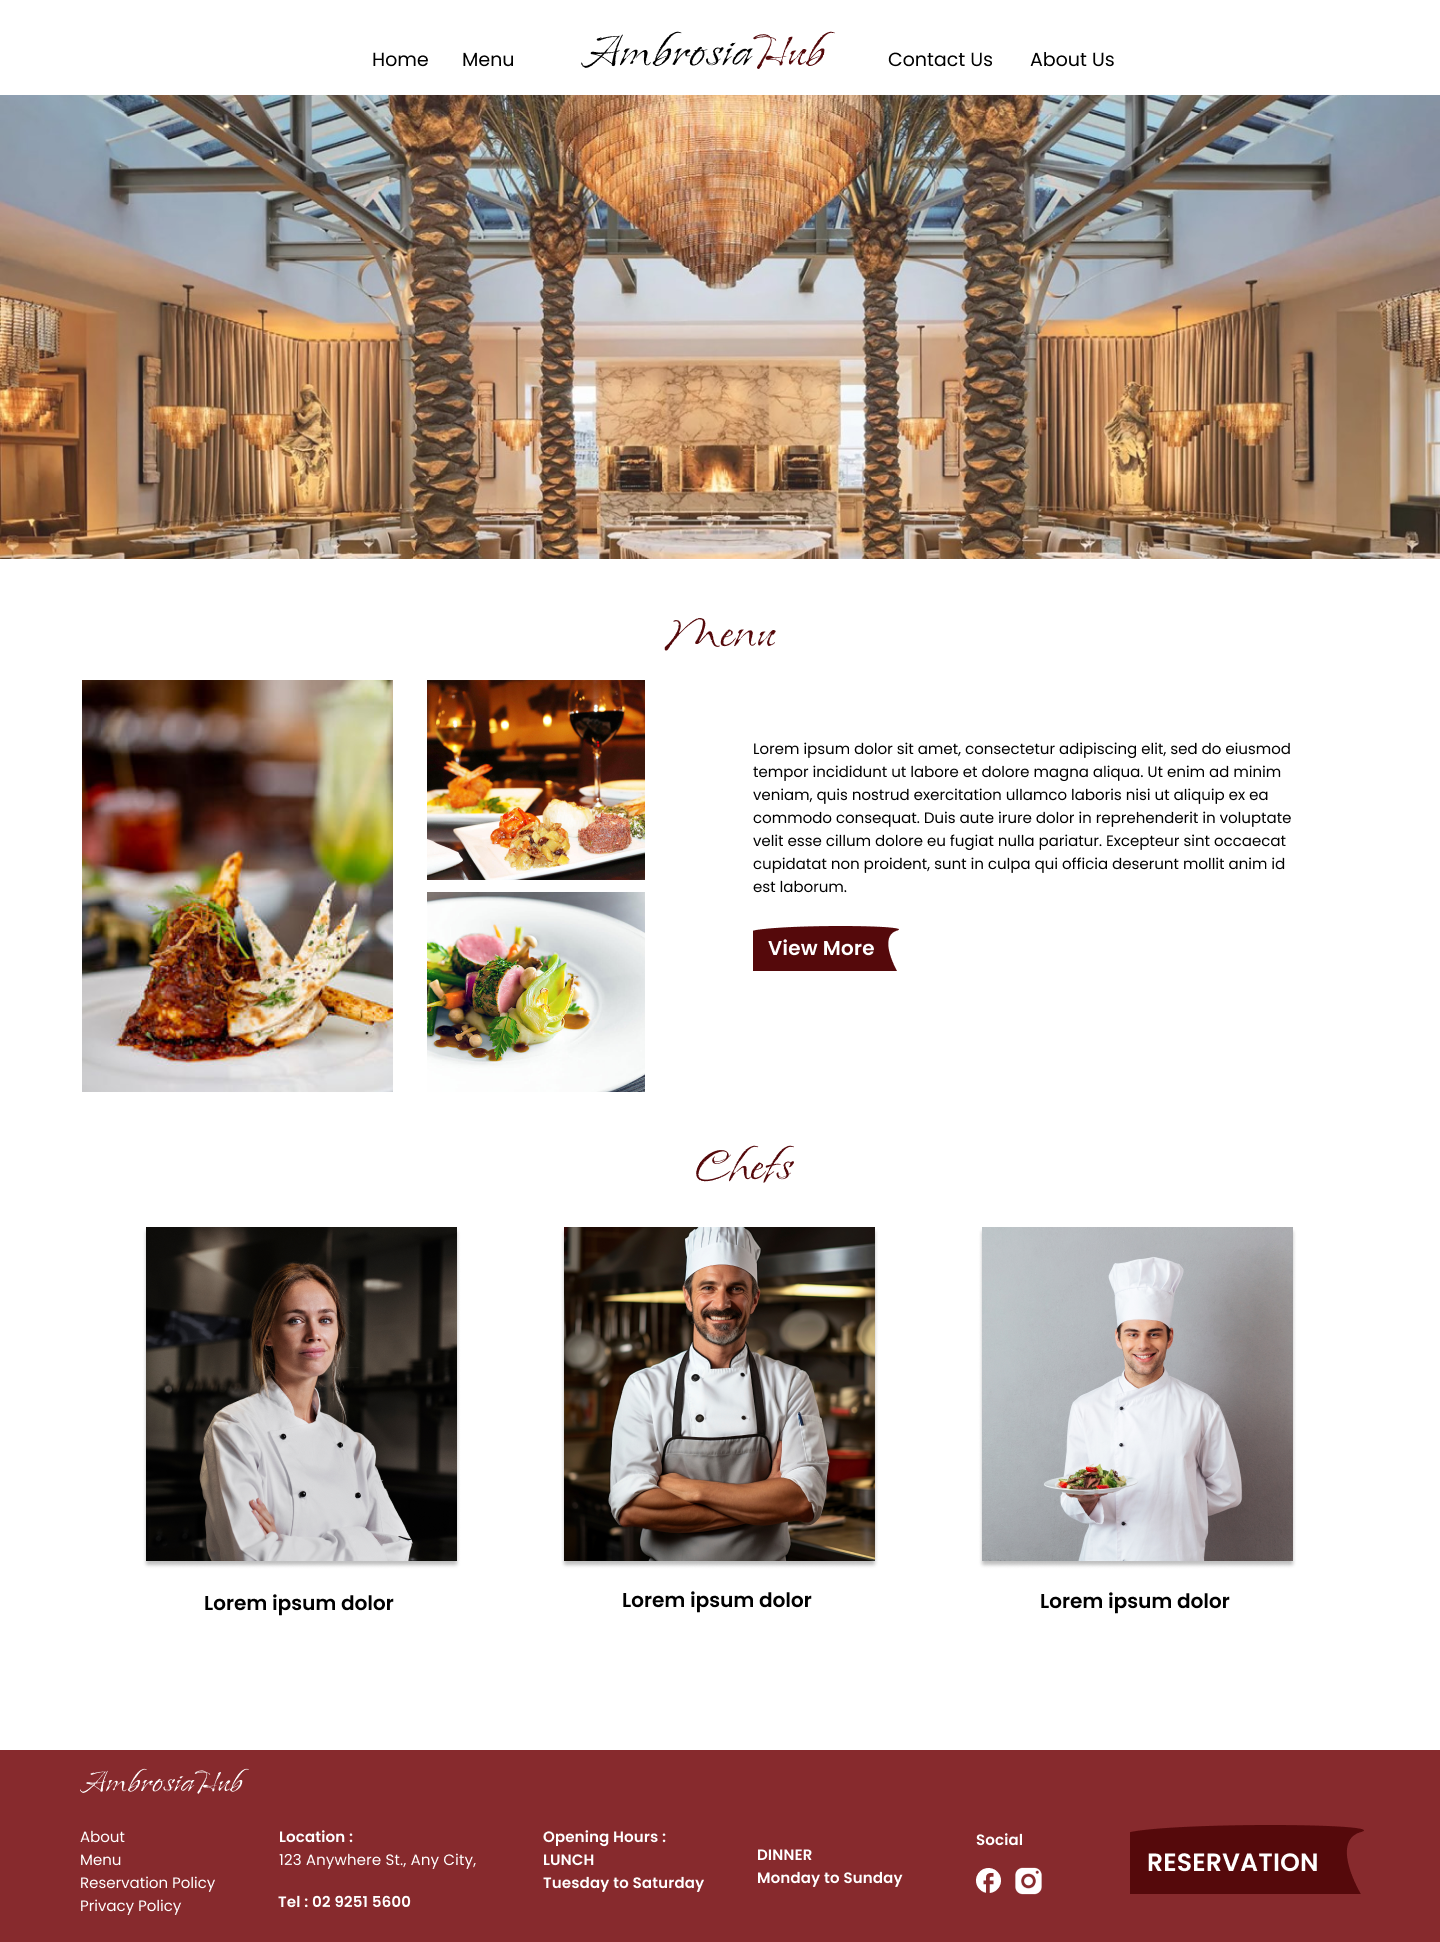 Home Menu AmbrosiaHub Contact Us About Us
Menu
Lorem ipsum dolor sit amet, consectetur adipiscing elit, sed do eiusmod
tempor incididunt ut labore et dolore magna aliqua. Ut enim ad minim
veniam, quis nostrud exercitation ullamco laboris nisi ut aliquip ex ea
commodo consequat. Duis aute irure dolor in reprehenderit in voluptate
velit esse cillum dolore eu fugiat nulla pariatur. Excepteur sint occaecat
cupidatat non proident, sunt in culpa qui officia deserunt mollit anim id
est laborum.
View More
Chefs
Lorem ipsum dolor
Lorem ipsum dolor
Lorem ipsum dolor
AmbrosiaHub
About
Menu
Reservation Policy
Privacy Policy
Location :
123 Anywhere St., Any City,
Tel : 02 9251 5600
Opening Hours :
LUNCH
Tuesday to Saturday
DINNER
Monday to Sunday
Social
RESERVATION